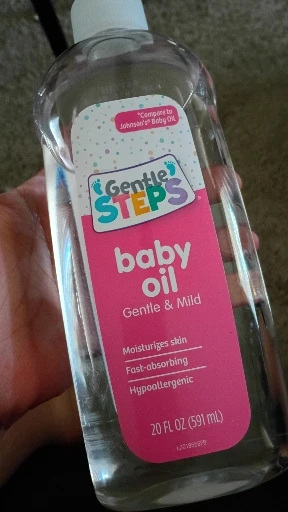 *Compare to
Johnson's® Baby Oil
Gentle
STEPS
baby
oil
Gentle & Mild
Moisturizes skin
Fast-absorbing
Hypoallergenic
20 FL OZ (591 mL)